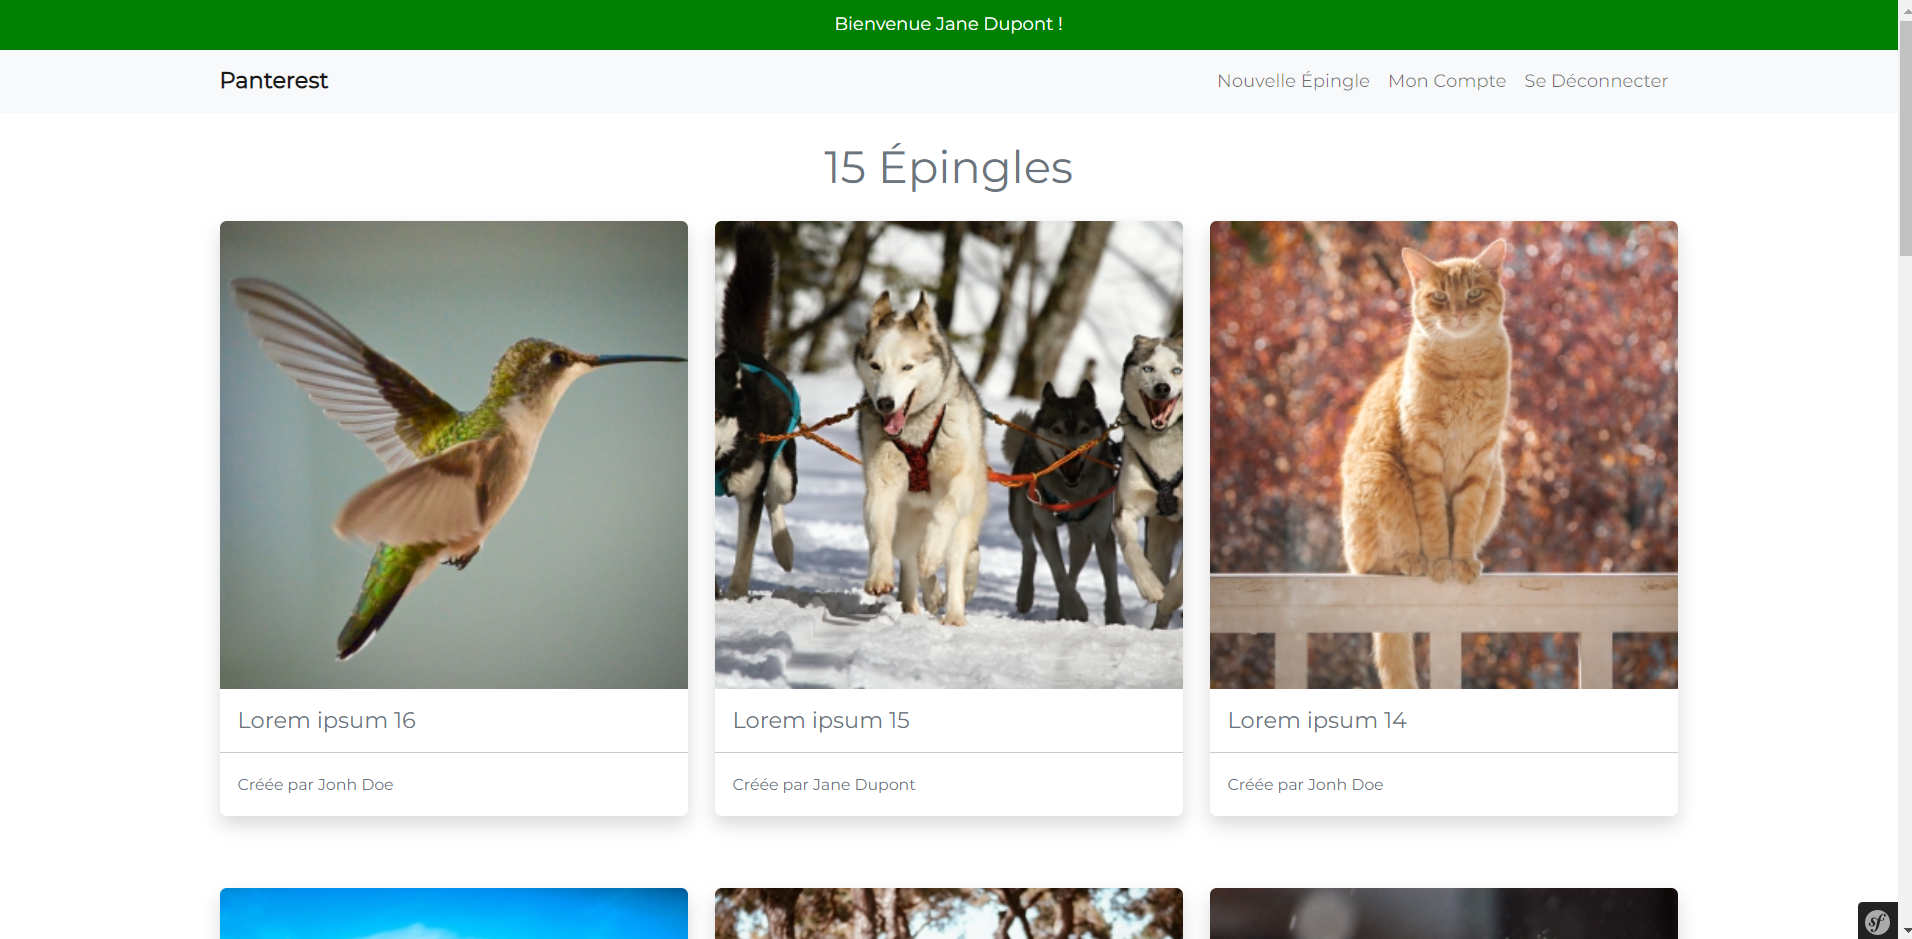 Bienvenue Jane Dupont !
Panterest
Nouvelle Épingle
Mon Compte
Se Déconnecter
15 Épingles
Lorem ipsum 16
Créée par Jonh Doe
Lorem ipsum 15
Créée par Jane Dupont
Lorem ipsum 14
Créée par Jonh Doe
sf